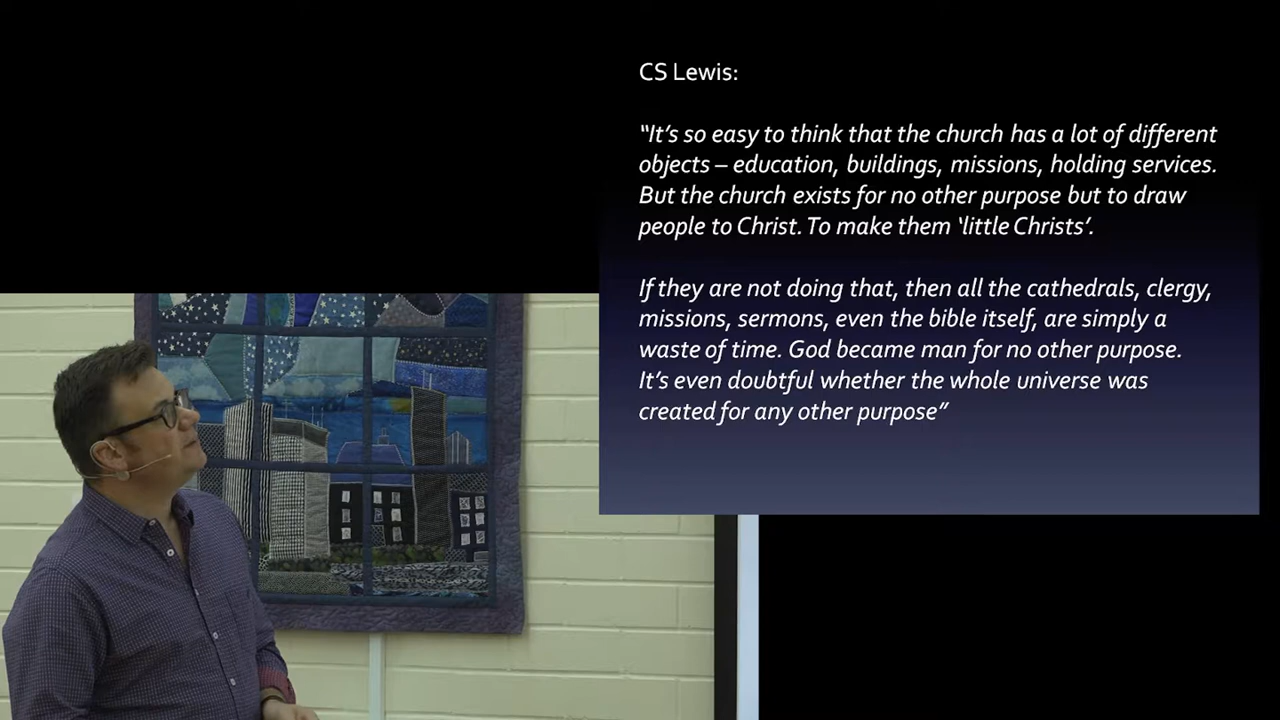 CS Lewis:
“It’s so easy to think that the church has a lot of different
objects – education, buildings, missions, holding services.
But the church exists for no other purpose but to draw
people to Christ. To make them ‘little Christs’.
If they are not doing that, then all the cathedrals, clergy,
missions, sermons, even the bible itself, are simply a
waste of time. God became man for no other purpose.
It’s even doubtful whether the whole universe was
created for any other purpose”